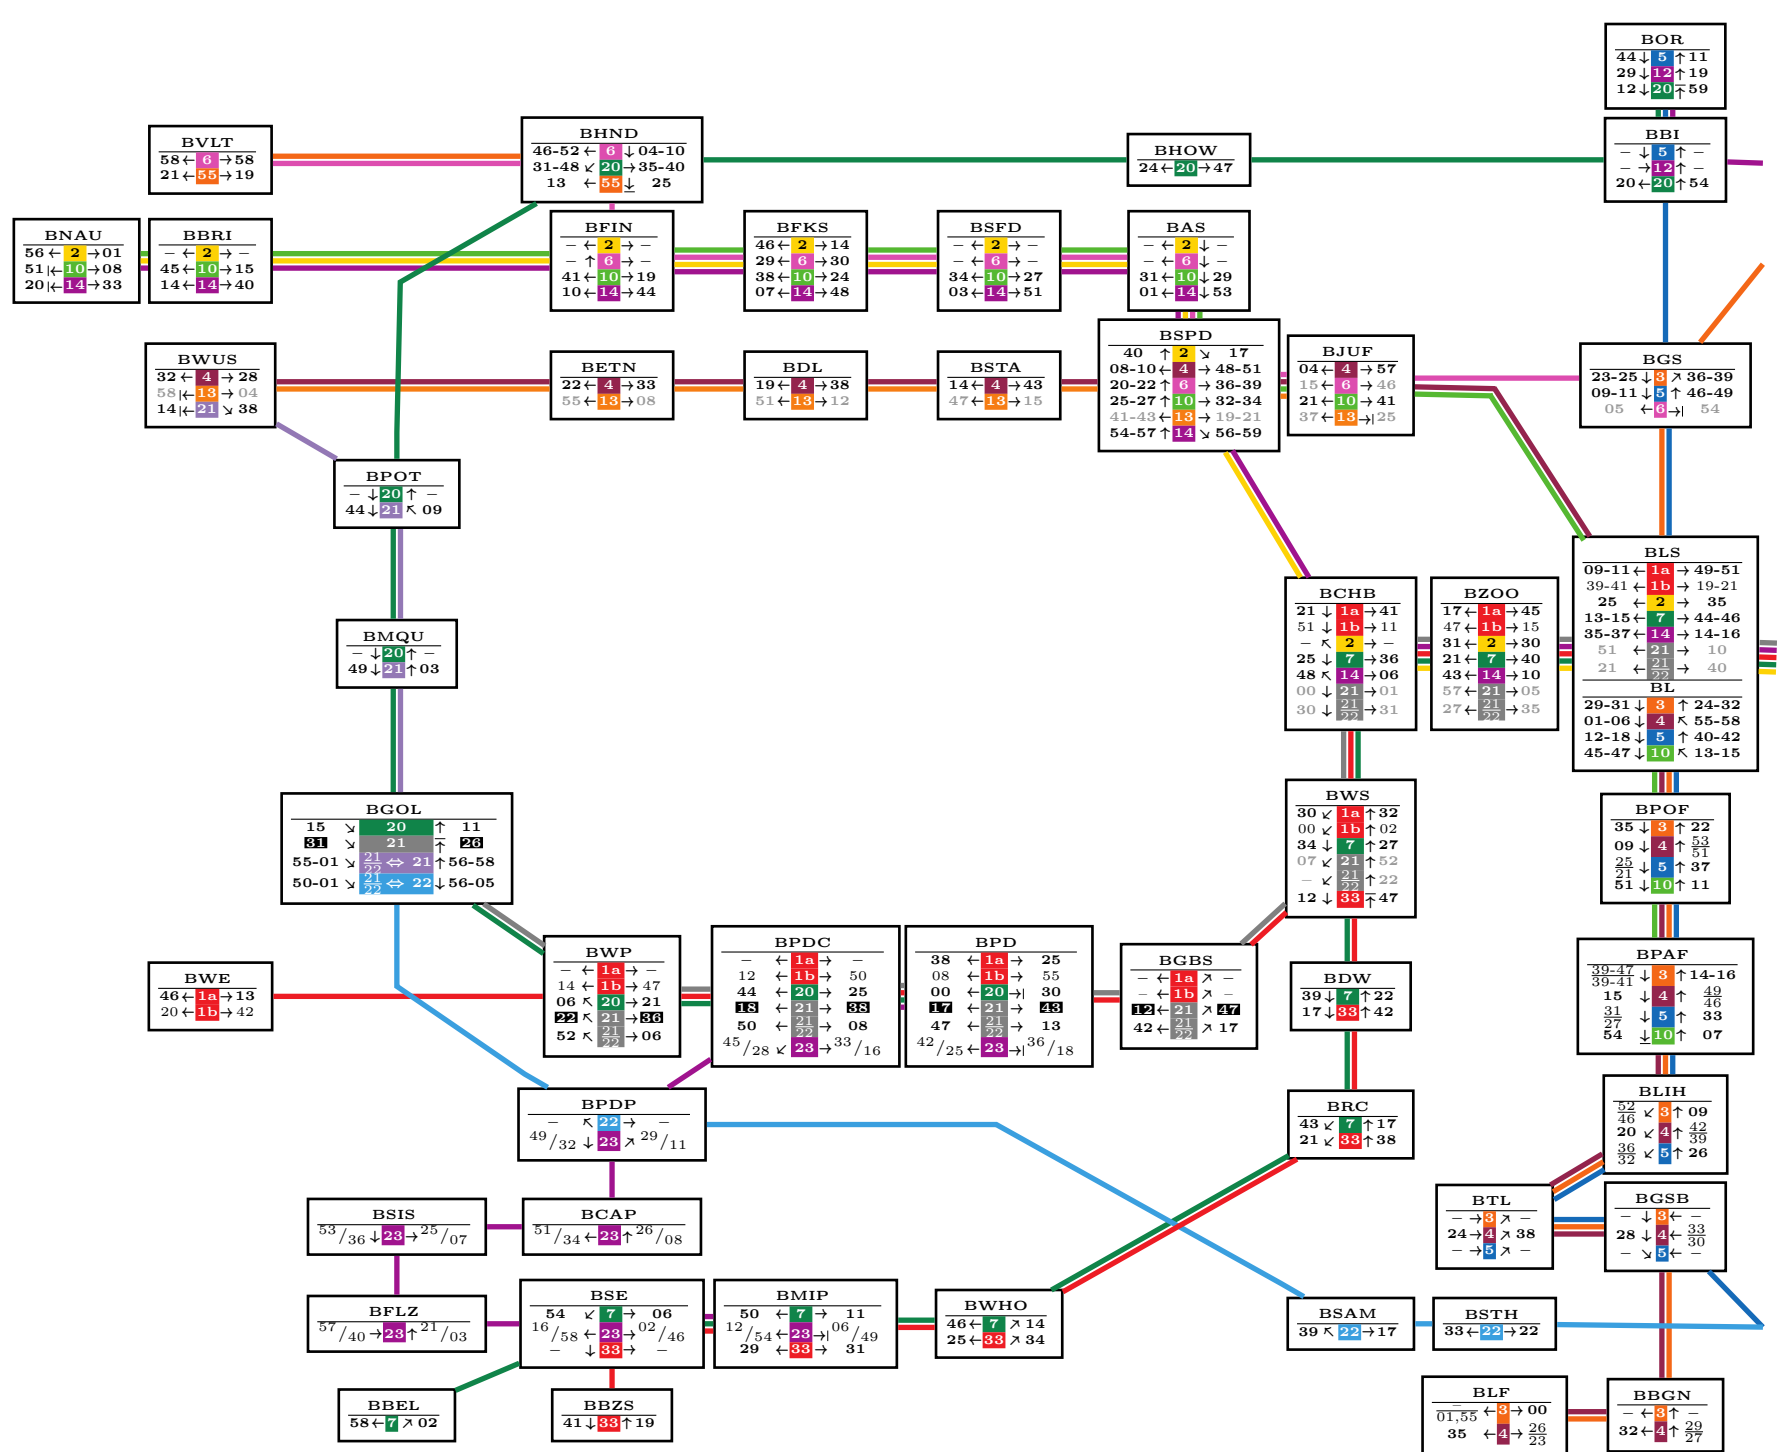 BOR
44 ↓ 5 ↑ 11
29 ↓ 12 ↑ 19
12 ↓ 20 ↑ 59
BVLT
58 ← 6 → 58
21 ← 55 → 19
BHND
46-52 ← 6 ↓ 04-10
31-48 ↙ 20 → 35-40
13 ← 55 ↓ 25
BHOW
24 ← 20 → 47
BBI
– ↓ 5 ↑ –
– → 12 ↑ –
20 ← 20 ↑ 54
BNAU
56 ← 2 → 01
51 |← 10 → 08
20 |← 14 → 33
BBRI
– ← 2 → –
45 ← 10 → 15
14 ← 14 → 40
BFIN
– ← 2 → –
– ↑ 6 → –
41 ← 10 → 19
10 ← 14 → 44
BFKS
46 ← 2 → 14
29 ← 6 → 30
38 ← 10 → 24
07 ← 14 → 48
BSFD
– ← 2 → –
– ← 6 → –
34 ← 10 → 27
03 ← 14 → 51
BAS
– ← 2 ↓ –
– ← 6 ↓ –
31 ← 10 ↓ 29
01 ← 14 ↓ 53
BWUS
32 ← 4 → 28
58 |← 13 → 04
14 |← 21 ↘ 38
BETN
22 ← 4 → 33
55 ← 13 → 08
BDL
19 ← 4 → 38
51 ← 13 → 12
BSTA
14 ← 4 → 43
47 ← 13 → 15
BSPD
40 ↑ 2 ↘ 17
08-10 ← 4 → 48-51
20-22 ↑ 6 → 36-39
25-27 ↑ 10 → 32-34
41-43 ← 13 → 19-21
54-57 ↑ 14 ↘ 56-59
BJUF
04 ← 4 → 57
15 ← 6 → 46
21 ← 10 → 41
37 ← 13 →| 25
BGS
23-25 ↓ 3 ↗ 36-39
09-11 ↓ 5 ↑ 46-49
05 ← 6 →| 54
BPOT
– ↓ 20 ↑ –
44 ↓ 21 ↖ 09
BMQU
– ↓ 20 ↑ –
49 ↓ 21 ↑ 03
BCHB
21 ↓ 1a → 41
51 ↓ 1b → 11
– ↖ 2 → –
25 ↓ 7 → 36
48 ↖ 14 → 06
00 ↓ 21 → 01
30 ↓ 21/22 → 31
BZOO
17 ← 1a → 45
47 ← 1b → 15
31 ← 2 → 30
21 ← 7 → 40
43 ← 14 → 10
57 ← 21 → 05
27 ← 21/22 → 35
BLS
09-11 ← 1a → 49-51
39-41 ← 1b → 19-21
25 ← 2 → 35
13-15 ← 7 → 44-46
35-37 ← 14 → 14-16
51 ← 21 → 10
21 ← 21/22 → 40
BL
29-31 ↓ 3 ↑ 24-32
01-06 ↓ 4 ↖ 55-58
12-18 ↓ 5 ↑ 40-42
45-47 ↓ 10 ↖ 13-15
BGOL
15 ↘ 20 ↑ 11
31 ↘ 21 ↑ 26
55-01 ↘ 21/22 ⇔ 21 ↑ 56-58
50-01 ↘ 21/22 ⇔ 22 ↓ 56-05
BWS
30 ↙ 1a ↑ 32
00 ↙ 1b ↑ 02
34 ↓ 7 ↑ 27
07 ↙ 21 ↑ 52
– ↙ 21/22 ↑ 22
12 ↓ 33 ↑ 47
BPOF
35 ↓ 3 ↑ 22
09 ↓ 4 ↑ 53/51
25/21 ↓ 5 ↑ 37
51 ↓ 10 ↑ 11
BWE
46 ← 1a → 13
20 ← 1b → 42
BWP
– ← 1a → –
14 ← 1b → 47
06 ↖ 20 → 21
22 ↖ 21 → 36
52 ↖ 21/22 → 06
BPDC
– ← 1a → –
12 ← 1b → 50
44 ← 20 → 25
18 ← 21 → 38
50 ← 21/22 → 08
45/28 ↙ 23 → 33/16
BPD
38 ← 1a → 25
08 ← 1b → 55
00 ← 20 →| 30
17 ← 21 → 43
47 ← 21/22 → 13
42/25 ← 23 →| 36/18
BGBS
– ← 1a ↗ –
– ← 1b ↗ –
12 ← 21 ↗ 47
42 ← 21/22 ↗ 17
BDW
39 ↓ 7 ↑ 22
17 ↓ 33 ↑ 42
BPAF
39-47/39-41 ↓ 3 ↑ 14-16
15 ↓ 4 ↑ 49/46
31/27 ↓ 5 ↑ 33
54 ↓ 10 ↑ 07
BPDP
– ↖ 22 → –
49/32 ↓ 23 ↗ 29/11
BRC
43 ↙ 7 ↑ 17
21 ↙ 33 ↑ 38
BLIH
52/46 ↙ 3 ↑ 09
20 ↙ 4 ↑ 42/39
36/32 ↙ 5 ↑ 26
BSIS
53/36 ↓ 23 → 25/07
BCAP
51/34 ← 23 ↑ 26/08
BTL
– → 3 ↗ –
24 → 4 ↗ 38
– → 5 ↗ –
BGSB
– ↓ 3 ← –
28 ↓ 4 ← 33/30
– ↘ 5 ← –
BFLZ
57/40 → 23 ↑ 21/03
BSE
54 ↙ 7 → 06
16/58 ← 23 → 02/46
– ↓ 33 → –
BMIP
50 ← 7 → 11
12/54 ← 23 →| 06/49
29 ← 33 → 31
BWHO
46 ← 7 ↗ 14
25 ← 33 ↗ 34
BSAM
39 ↖ 22 → 17
BSTH
33 ← 22 → 22
BBEL
58 ← 7 ↗ 02
BBZS
41 ↓ 33 ↑ 19
BLF
–/01,55 ← 3 → 00
35 ← 4 → 26/23
BBGN
– ← 3 ↑ –
32 ← 4 ↑ 29/27